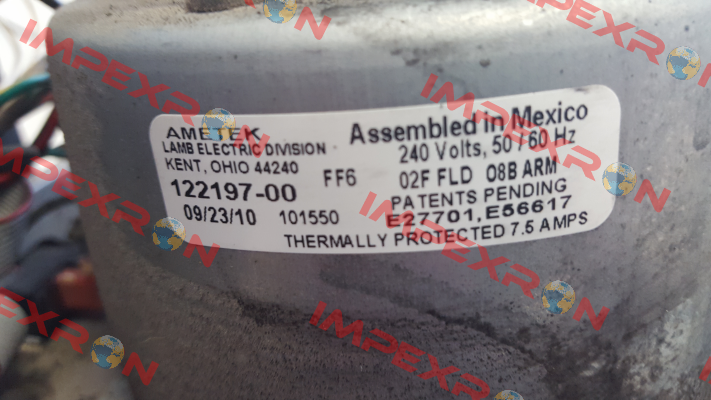 AMETEK
LAMB ELECTRIC DIVISION
KENT, OHIO 44240
122197-00
FF6
09/23/10 101550
Assembled in Mexico
240 Volts, 50 / 60 Hz
02F FLD 08B ARM
PATENTS PENDING
E27701,E56617
THERMALLY PROTECTED 7.5 AMPS
IMPEXRON
IMPEXRON
IMPEXRON
IMPEXRON
IMPEXRON
IMPEXRON